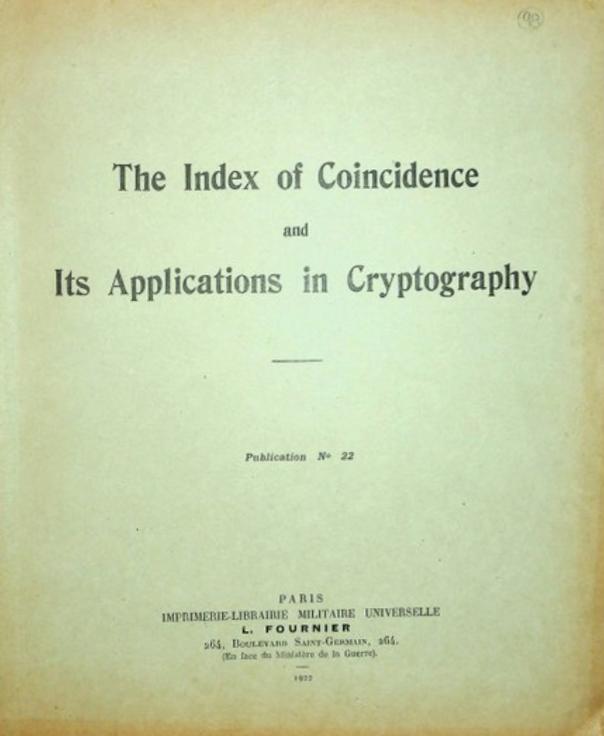 98
The Index of Coincidence
and
Its Applications in Cryptography
Publication No 22
PARIS
IMPRIMERIE-LIBRAIRIE MILITAIRE UNIVERSELLE
L. FOURNIER
264, BOULEVARD SAINT-GERMAIN, 264.
(En face du Ministère de la Guerre).
1922